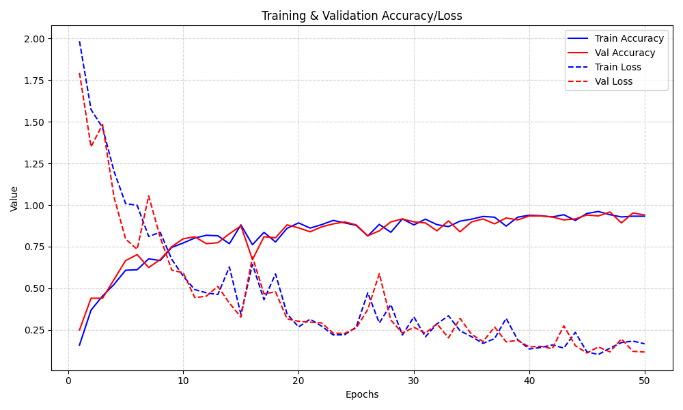 Training & Validation Accuracy/Loss
2.00
1.75
1.50
1.25
1.00
0.75
0.50
0.25
Value
Train Accuracy
Val Accuracy
Train Loss
Val Loss
0 10 20 30 40 50
Epochs